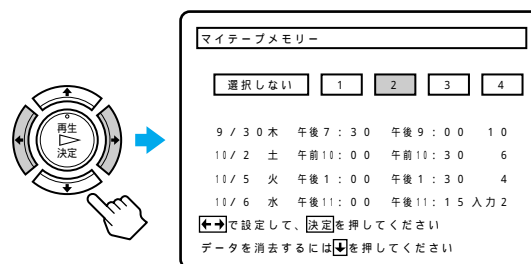 マイテープメモリー
選択しない 1 2 3 4
再生
決定
9/30木 午後7:30 午後9:00 10
10/2 土 午前10:00 午前10:30 6
10/5 火 午後1:00 午後1:30 4
10/6 水 午後11:00 午後11:15 入力2
←→で設定して、決定を押してください
データを消去するには↓を押してください